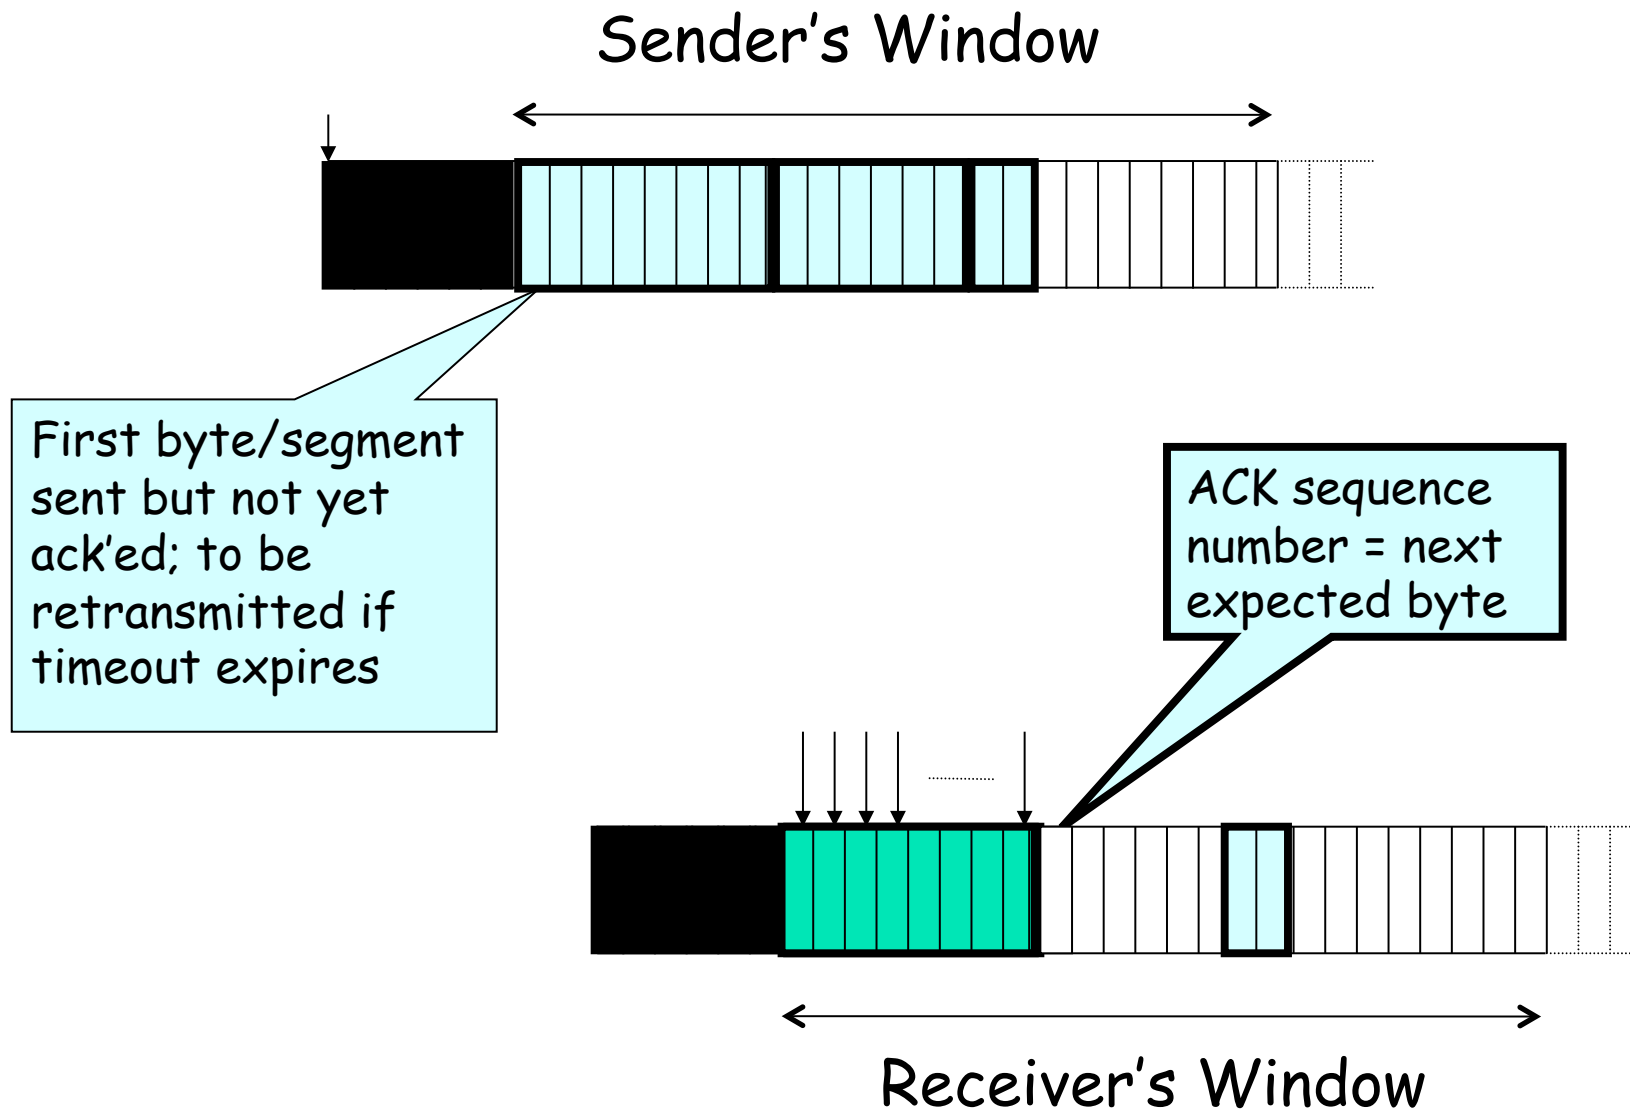 Sender’s Window
First byte/segment
sent but not yet
ack’ed; to be
retransmitted if
timeout expires
ACK sequence
number = next
expected byte
Receiver’s Window